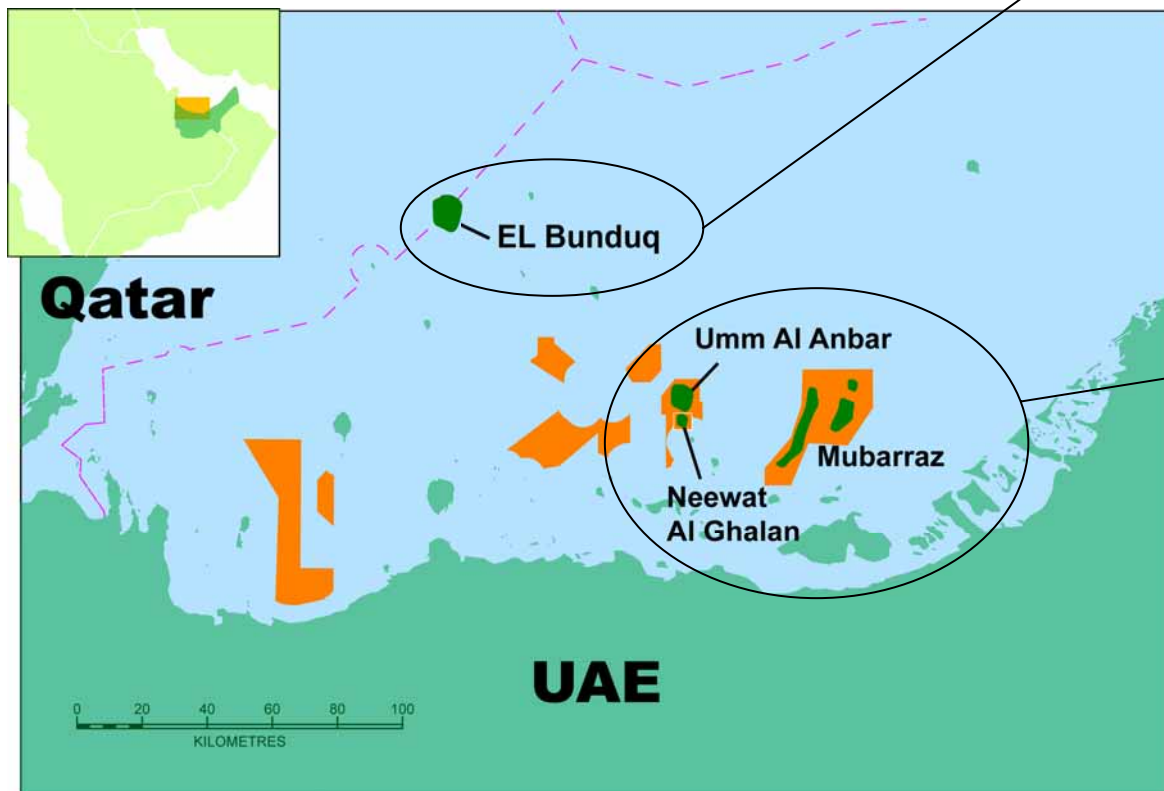 EL Bunduq
Qatar
Umm Al Anbar
Mubarraz
Neewat
Al Ghalan
UAE
0 20 40 60 80 100
KILOMETRES